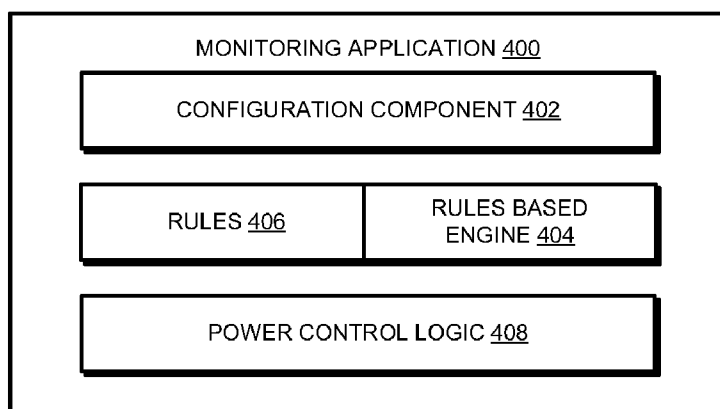 MONITORING APPLICATION 400
CONFIGURATION COMPONENT 402
RULES 406
RULES BASED
ENGINE 404
POWER CONTROL LOGIC 408